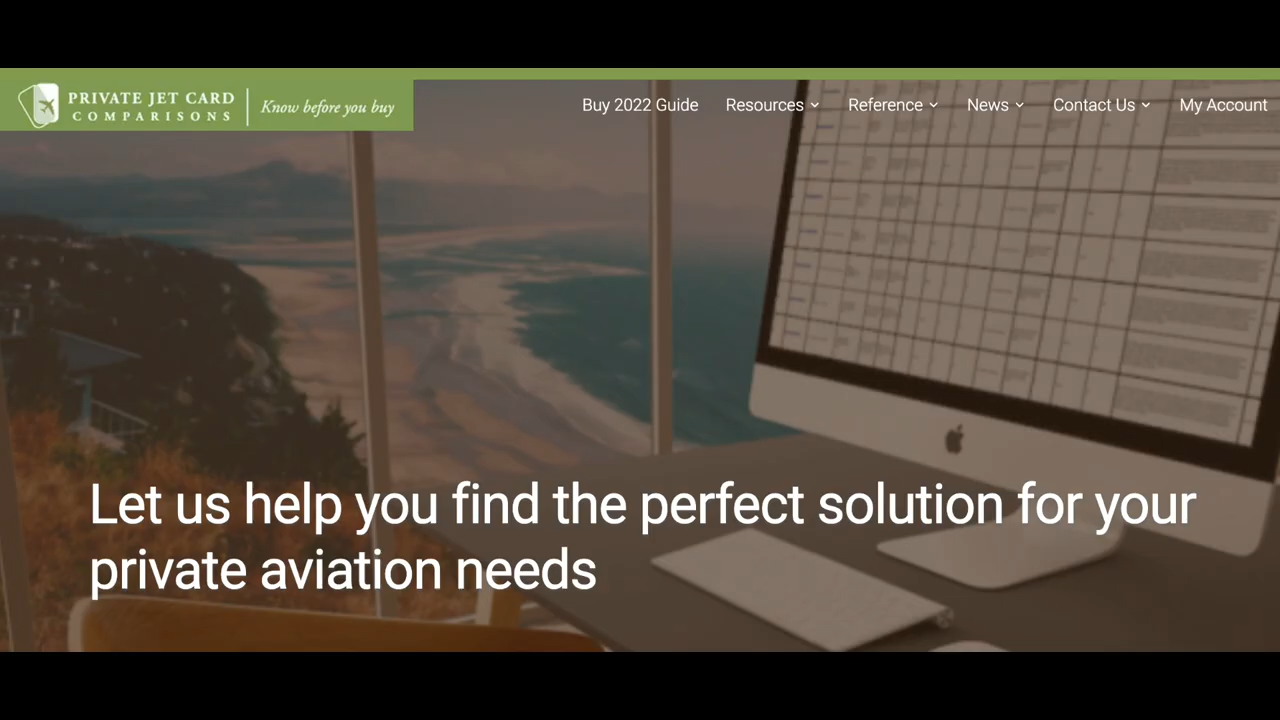 PRIVATE JET CARD
COMPARISONS
Know before you buy
Buy 2022 Guide
Resources
Reference
News
Contact Us
My Account
Let us help you find the perfect solution for your
private aviation needs